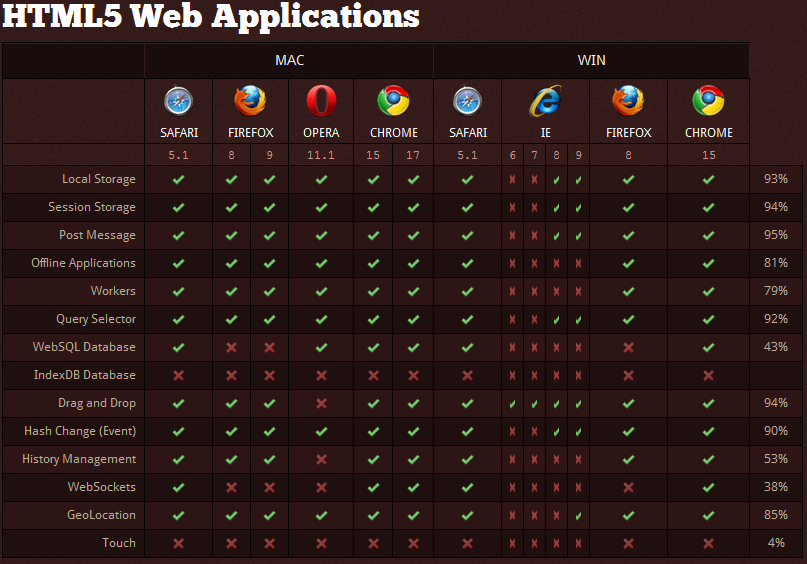 HTML5 Web Applications
MAC WIN
SAFARI FIREFOX OPERA CHROME SAFARI IE FIREFOX CHROME
5.1 8 9 11.1 15 17 5.1 6 7 8 9 8 15
Local Storage 93%
Session Storage 94%
Post Message 95%
Offline Applications 81%
Workers 79%
Query Selector 92%
WebSQL Database 43%
IndexDB Database
Drag and Drop 94%
Hash Change (Event) 90%
History Management 53%
WebSockets 38%
GeoLocation 85%
Touch 4%